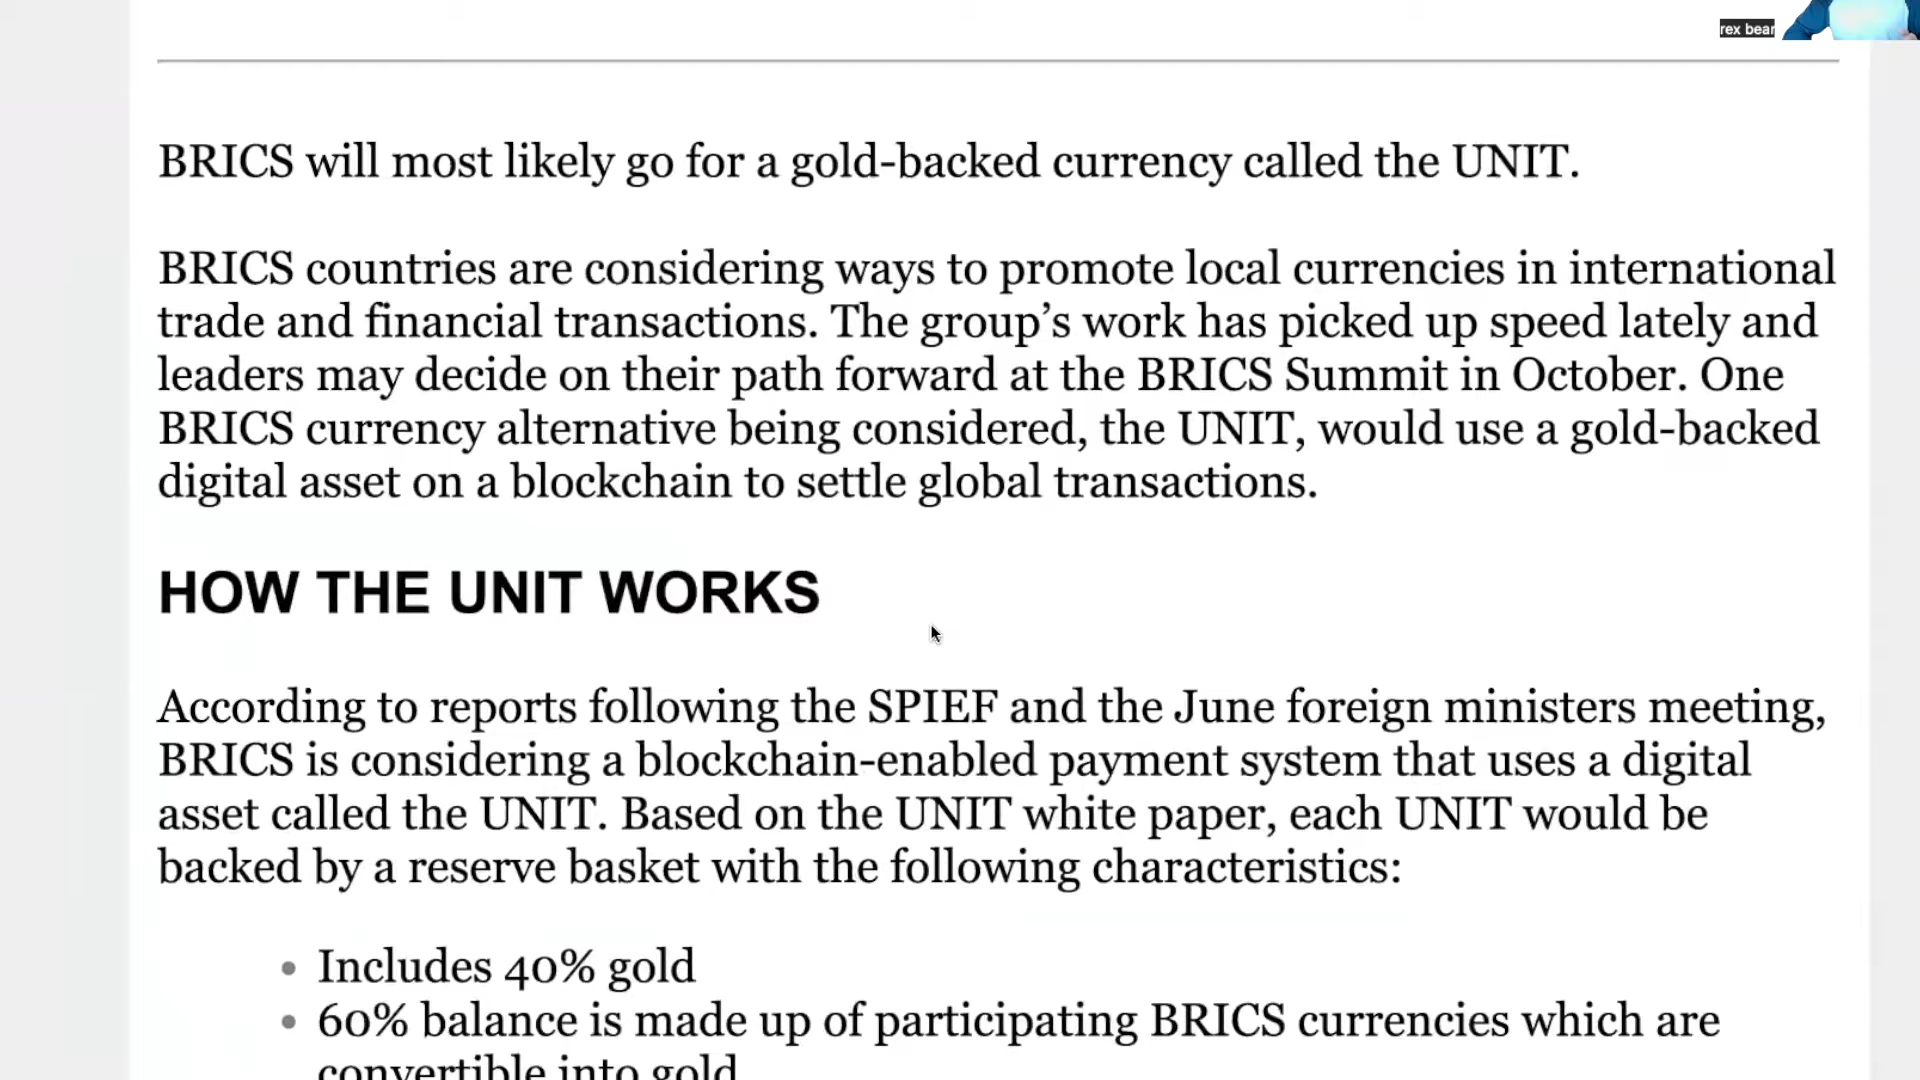 rex bear
BRICS will most likely go for a gold-backed currency called the UNIT.
BRICS countries are considering ways to promote local currencies in international
trade and financial transactions. The group’s work has picked up speed lately and
leaders may decide on their path forward at the BRICS Summit in October. One
BRICS currency alternative being considered, the UNIT, would use a gold-backed
digital asset on a blockchain to settle global transactions.
HOW THE UNIT WORKS
According to reports following the SPIEF and the June foreign ministers meeting,
BRICS is considering a blockchain-enabled payment system that uses a digital
asset called the UNIT. Based on the UNIT white paper, each UNIT would be
backed by a reserve basket with the following characteristics:
• Includes 40% gold
• 60% balance is made up of participating BRICS currencies which are
convertible into gold